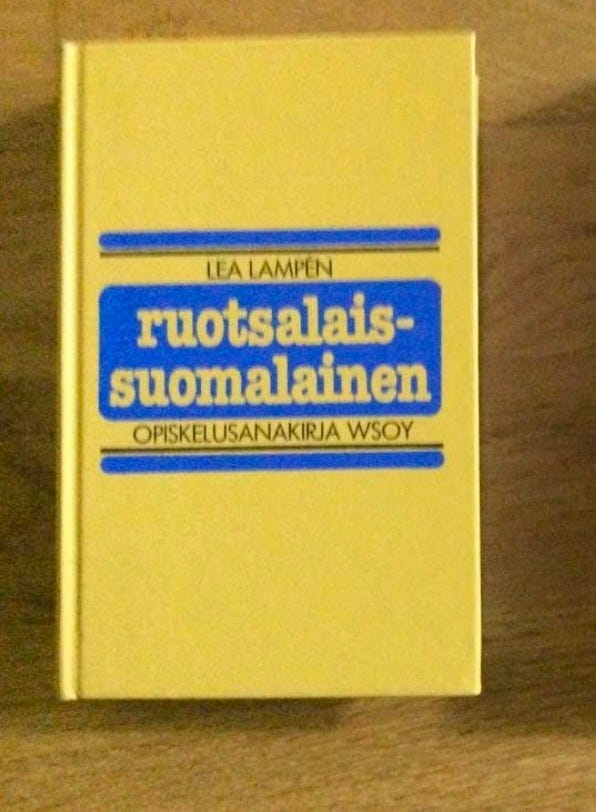 LEA LAMPÉN
ruotsalais-
suomalainen
OPISKELUSANAKIRJA WSOY